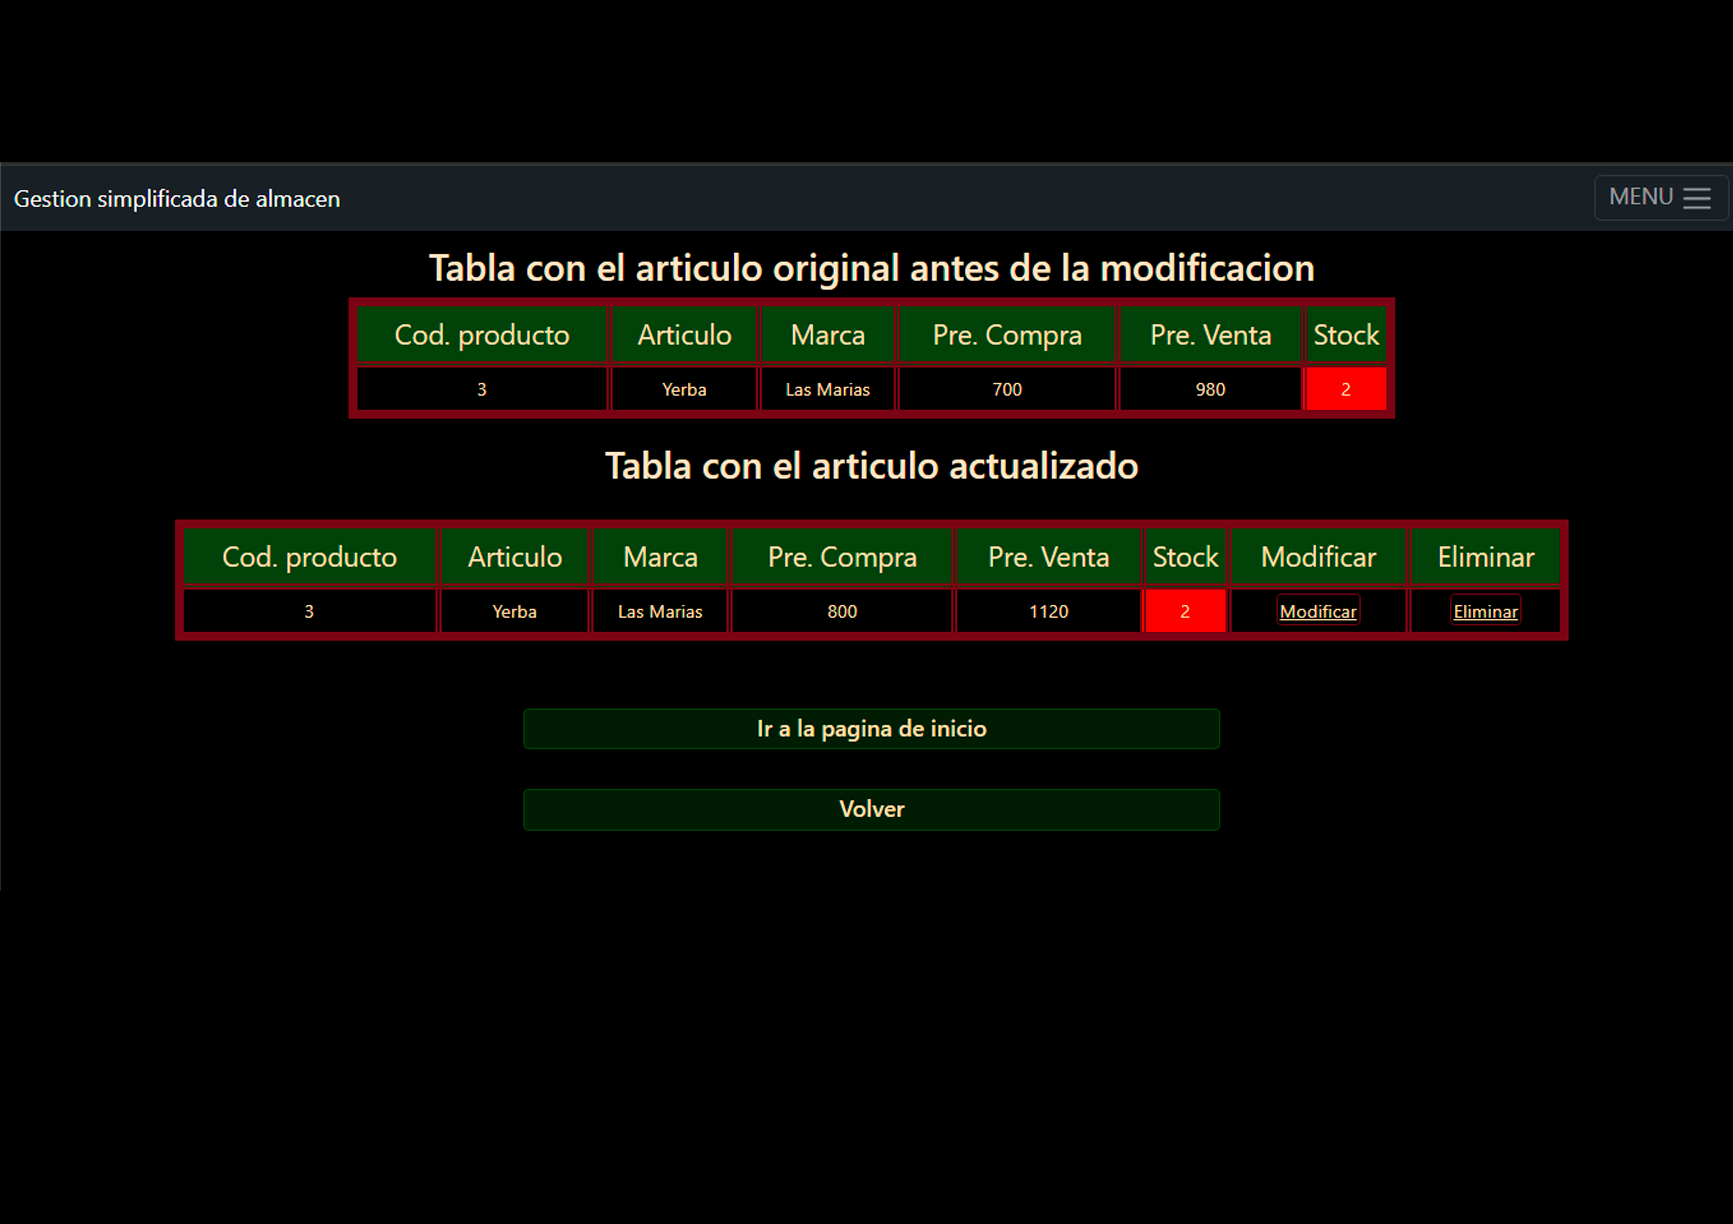 Gestion simplificada de almacen MENU
Tabla con el articulo original antes de la modificacion
Cod. producto Articulo Marca Pre. Compra Pre. Venta Stock
3 Yerba Las Marias 700 980 2
Tabla con el articulo actualizado
Cod. producto Articulo Marca Pre. Compra Pre. Venta Stock Modificar Eliminar
3 Yerba Las Marias 800 1120 2 Modificar Eliminar
Ir a la pagina de inicio
Volver